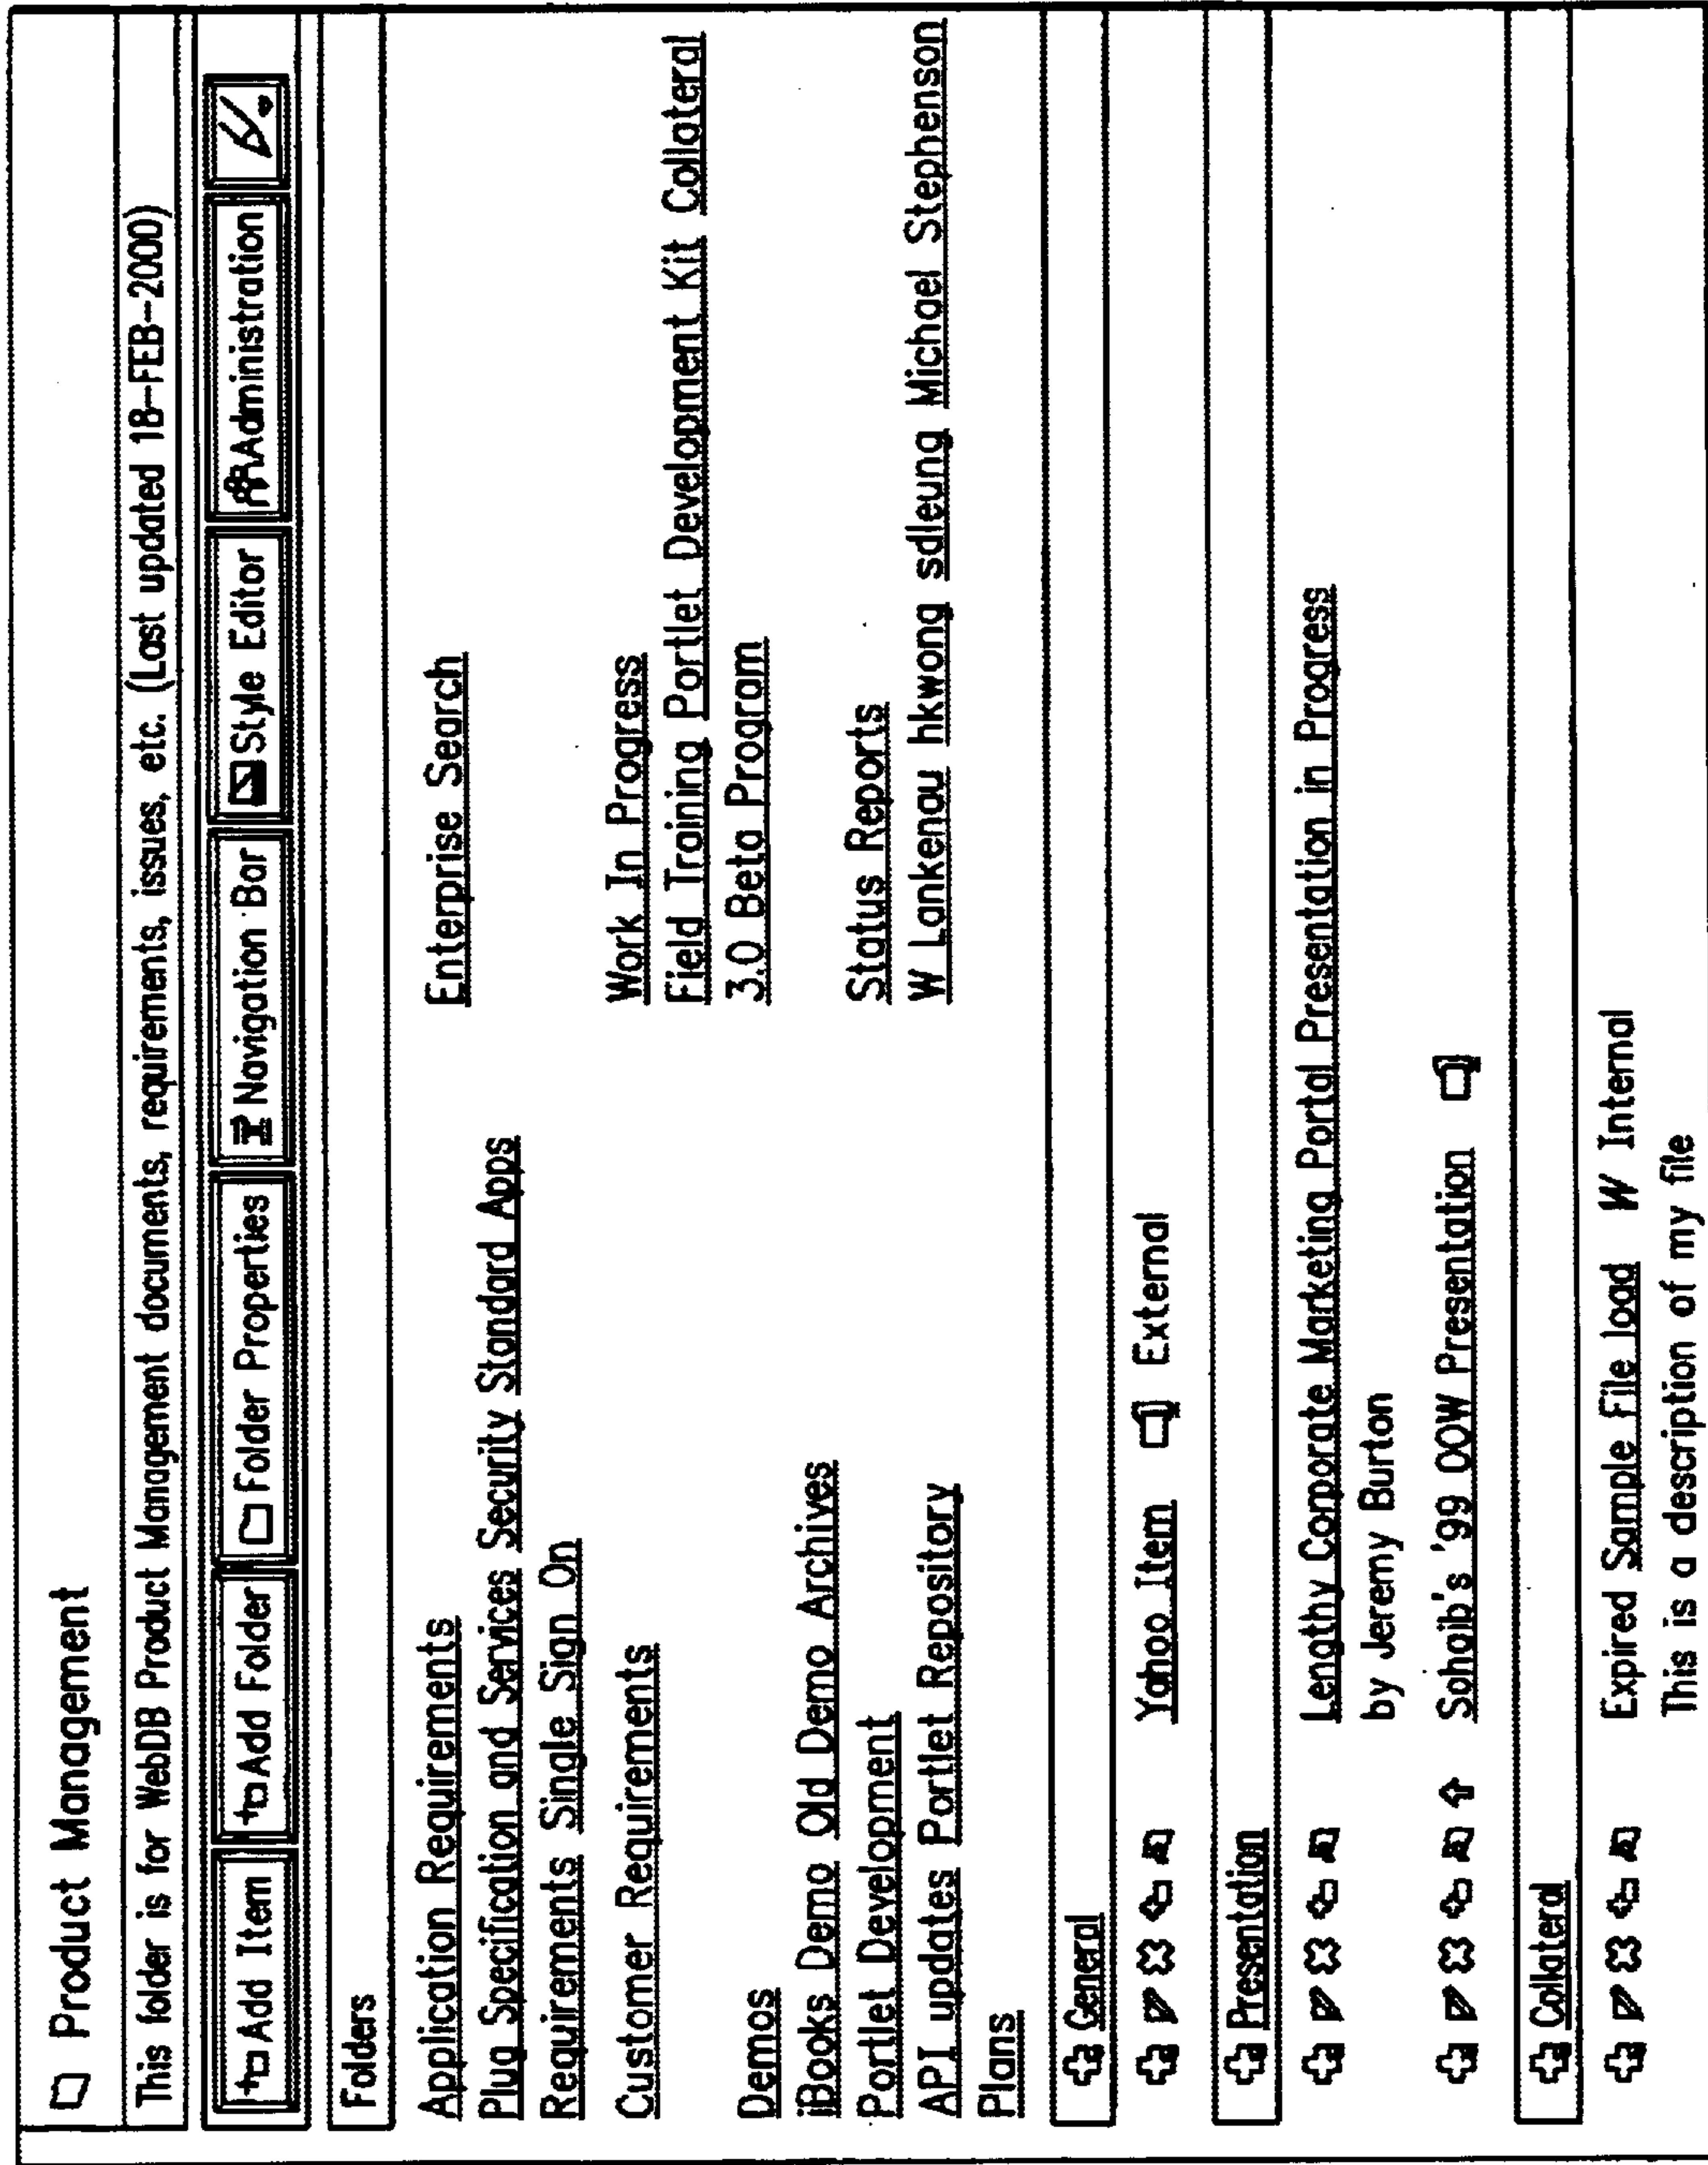 Product Management
This folder is for WebDB Product Management documents, requirements, issues, etc. (Last updated 18-FEB-2000)
Add Item Add Folder Folder Properties Navigation Bar Style Editor Administration
Folders
Application Requirements
Plug Specification and Services Security Standard Apps
Requirements Single Sign On
Customer Requirements
Demos
iBooks Demo Old Demo Archives
Portlet Development
API updates Portlet Repository
Plans
Enterprise Search
Work In Progress
Field Training Portlet Development Kit Collateral
3.0 Beta Program
Status Reports
W Lankenau hkwong sdleung Michael Stephenson
General
Yahoo Item External
Presentation
Lengthy Corporate Marketing Portal Presentation in Progress
by Jeremy Burton
Sohaib's '99 OOW Presentation
Collateral
Expired Sample File load W Internal
This is a description of my file